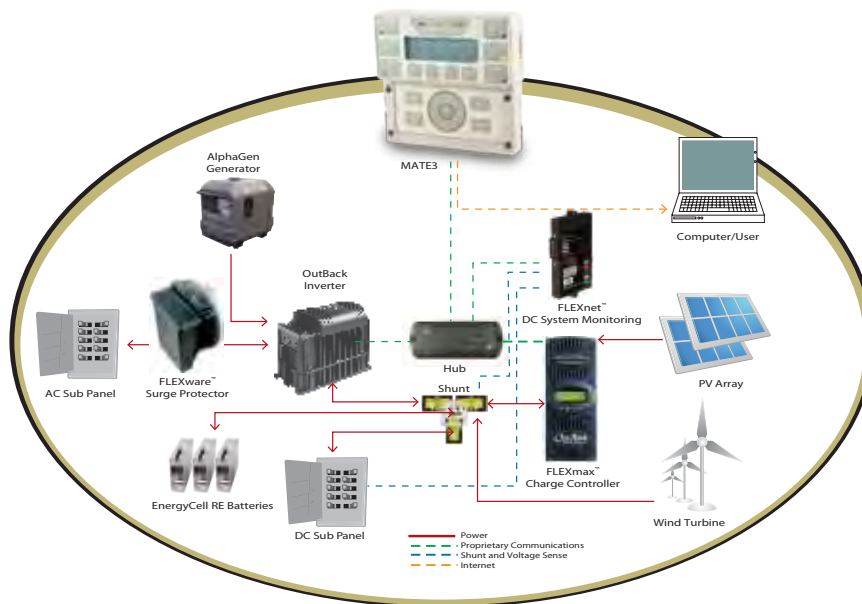 MATE3
AlphaGen
Generator
Computer/User
OutBack
Inverter
FLEXnet™
DC System Monitoring
Hub
AC Sub Panel
FLEXware™
Surge Protector
PV Array
Shunt
EnergyCell RE Batteries
FLEXmax™
Charge Controller
DC Sub Panel
Wind Turbine
Power
Proprietary Communications
Shunt and Voltage Sense
Internet